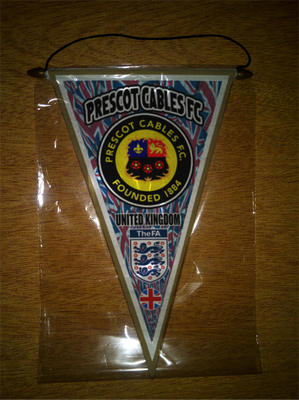 PRESCOT CABLES FC
PRESCOT CABLES F.C.
FOUNDED 1884
UNITED KINGDOM
TheFA